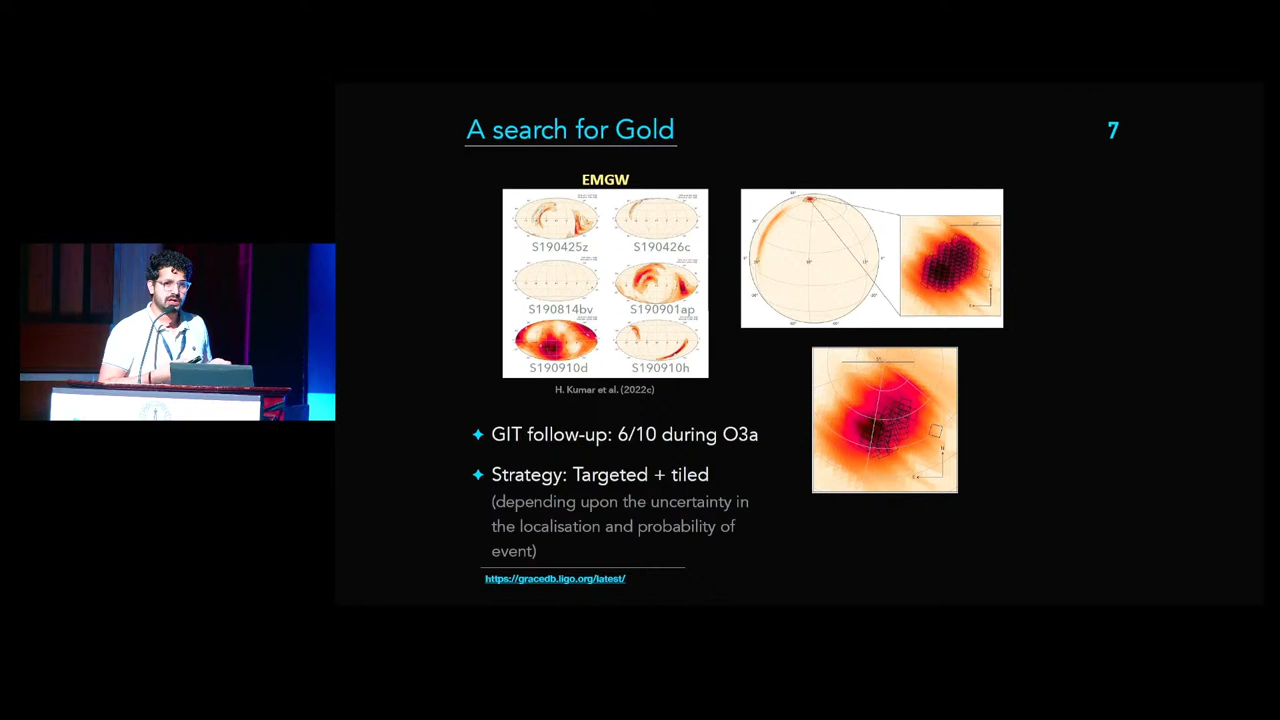 A search for Gold
7
EMGW
S190425z
S190426c
S190814bv
S190901ap
S190910d
S190910h
H. Kumar et al. (2022c)
GIT follow-up: 6/10 during O3a
Strategy: Targeted + tiled
(depending upon the uncertainty in
the localisation and probability of
event)
https://gracedb.ligo.org/latest/